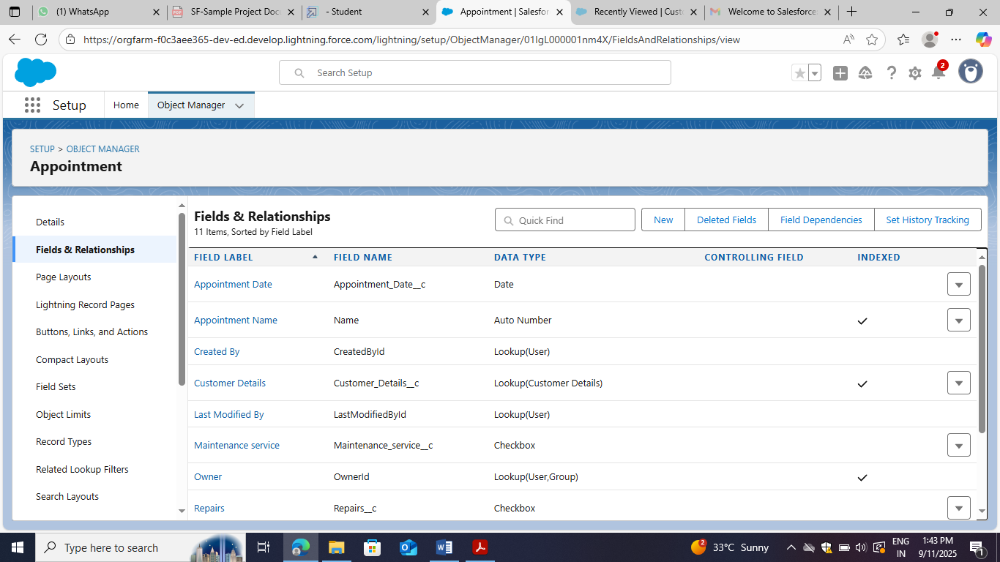 (1) WhatsApp
SF-Sample Project Doc
- Student
Appointment | Salesfor
Recently Viewed | Cust
Welcome to Salesforce
https://orgfarm-f0c3aee365-dev-ed.develop.lightning.force.com/lightning/setup/ObjectManager/01IgL000001nm4X/FieldsAndRelationships/view
Search Setup
2
Setup
Home
Object Manager
SETUP > OBJECT MANAGER
Appointment
Details
Fields & Relationships
Page Layouts
Lightning Record Pages
Buttons, Links, and Actions
Compact Layouts
Field Sets
Object Limits
Record Types
Related Lookup Filters
Search Layouts
Fields & Relationships
11 Items, Sorted by Field Label
Quick Find
New
Deleted Fields
Field Dependencies
Set History Tracking
FIELD LABEL FIELD NAME DATA TYPE CONTROLLING FIELD INDEXED
Appointment Date Appointment_Date__c Date
Appointment Name Name Auto Number
Created By CreatedById Lookup(User)
Customer Details Customer_Details__c Lookup(Customer Details)
Last Modified By LastModifiedById Lookup(User)
Maintenance service Maintenance_service__c Checkbox
Owner OwnerId Lookup(User,Group)
Repairs Repairs__c Checkbox
Type here to search
2
33°C Sunny
ENG
IN
1:43 PM
9/11/2025
1